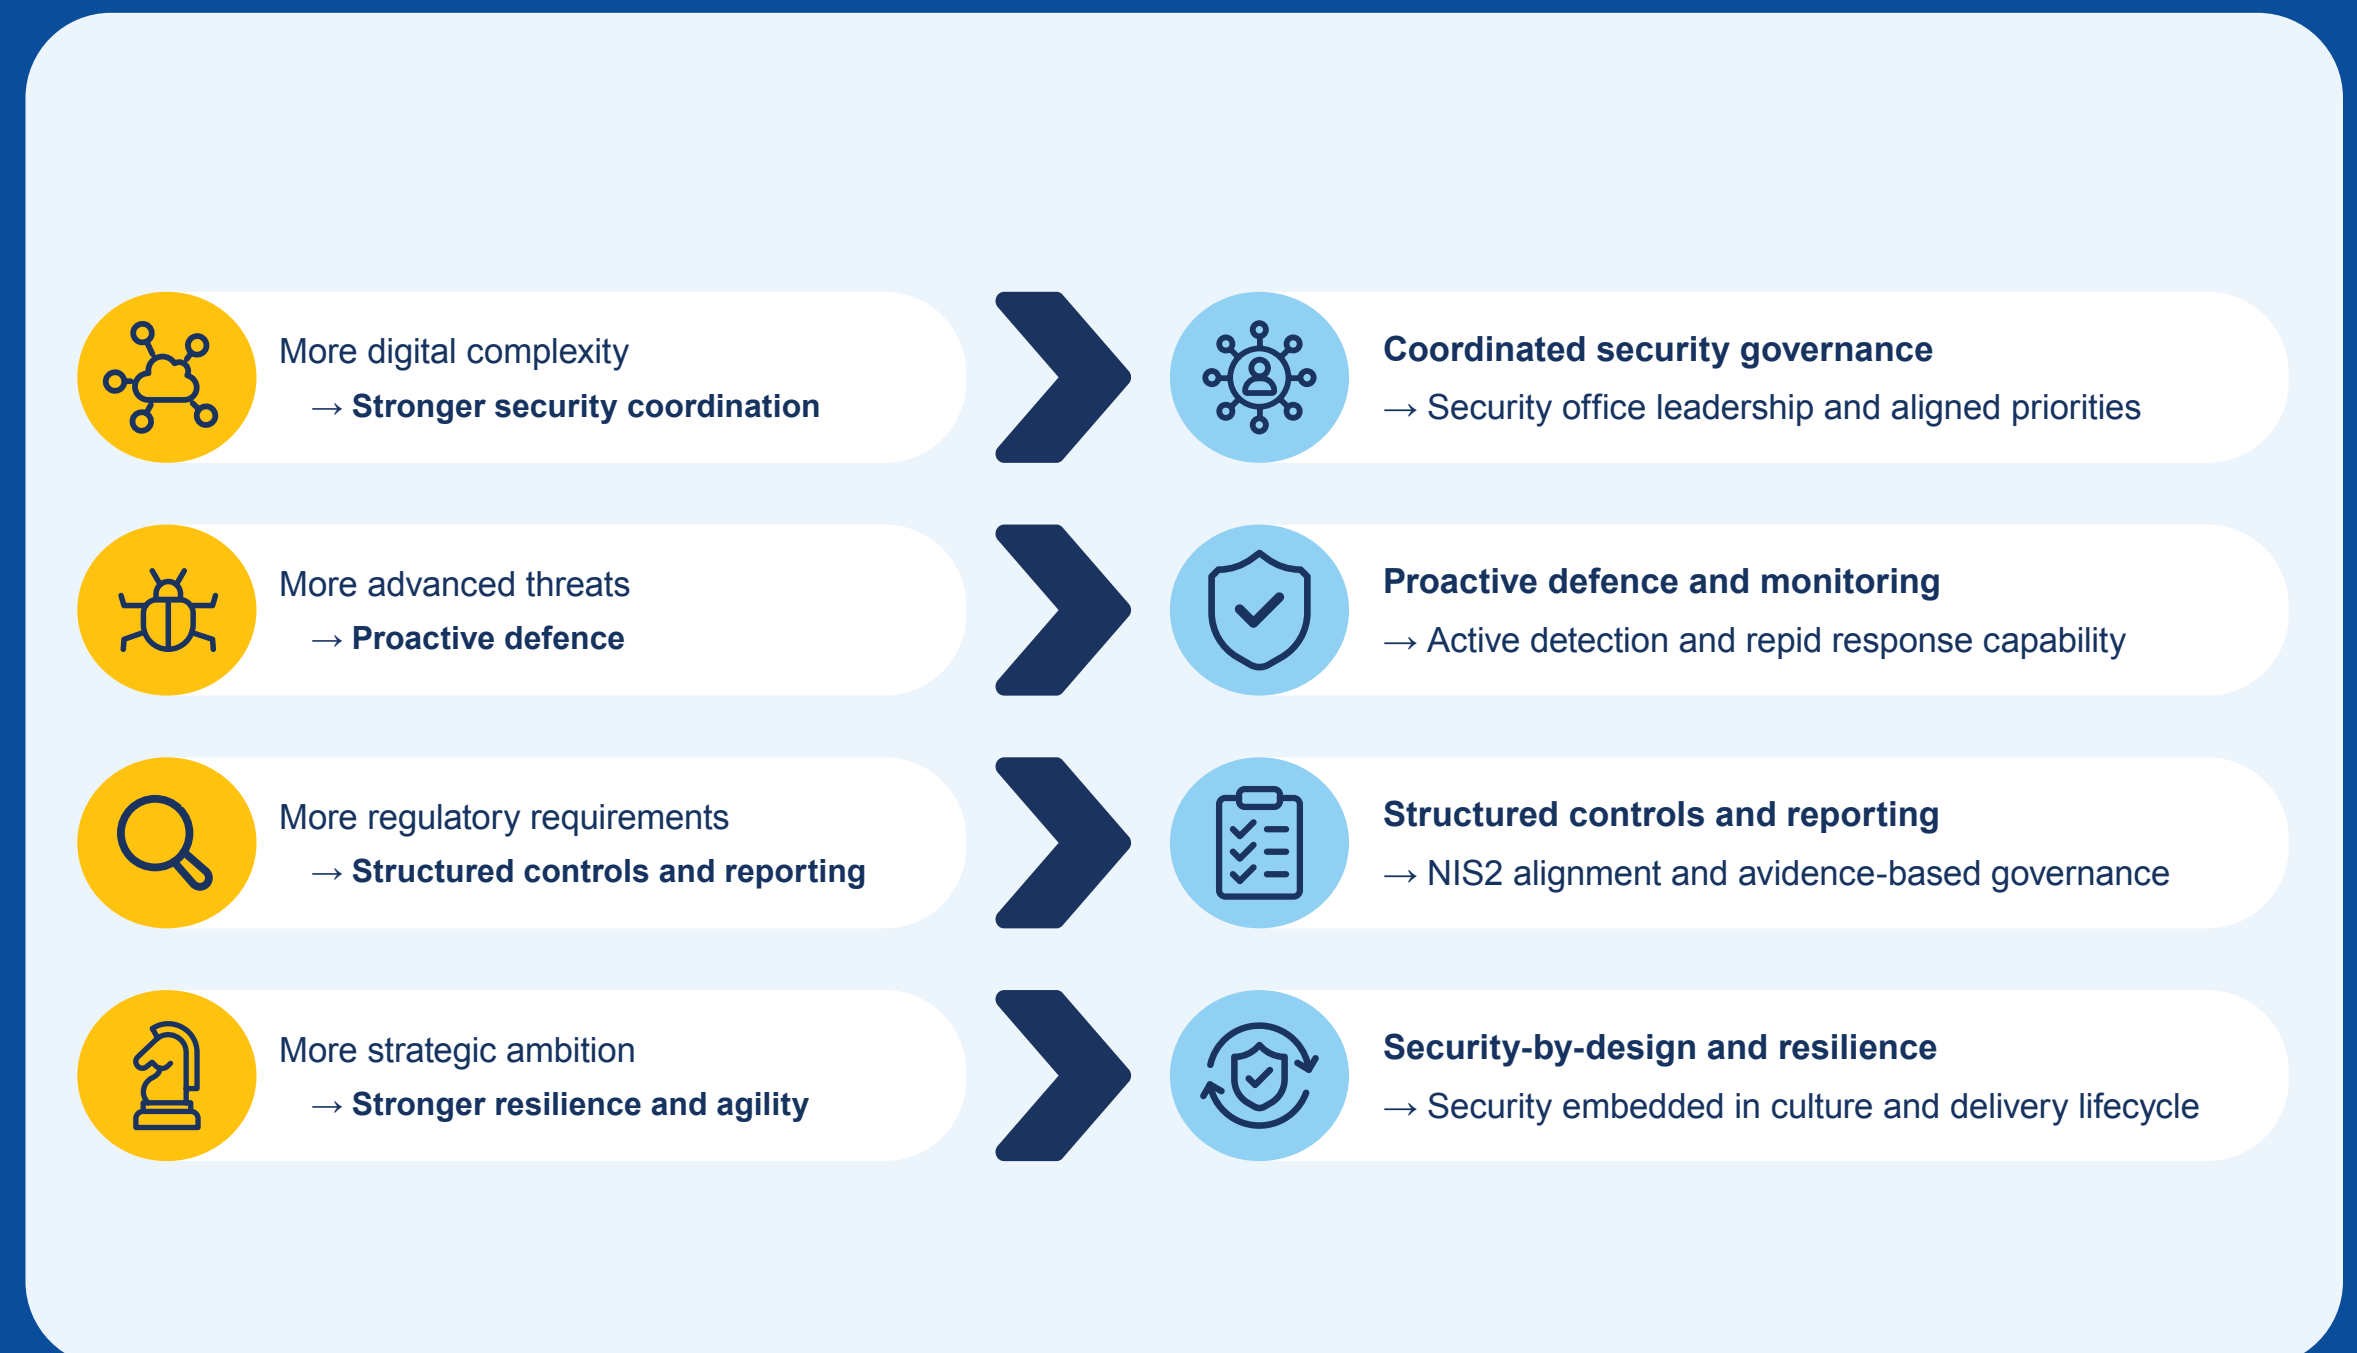 More digital complexity
→ Stronger security coordination
Coordinated security governance
→ Security office leadership and aligned priorities
More advanced threats
→ Proactive defence
Proactive defence and monitoring
→ Active detection and repid response capability
More regulatory requirements
→ Structured controls and reporting
Structured controls and reporting
→ NIS2 alignment and avidence-based governance
More strategic ambition
→ Stronger resilience and agility
Security-by-design and resilience
→ Security embedded in culture and delivery lifecycle